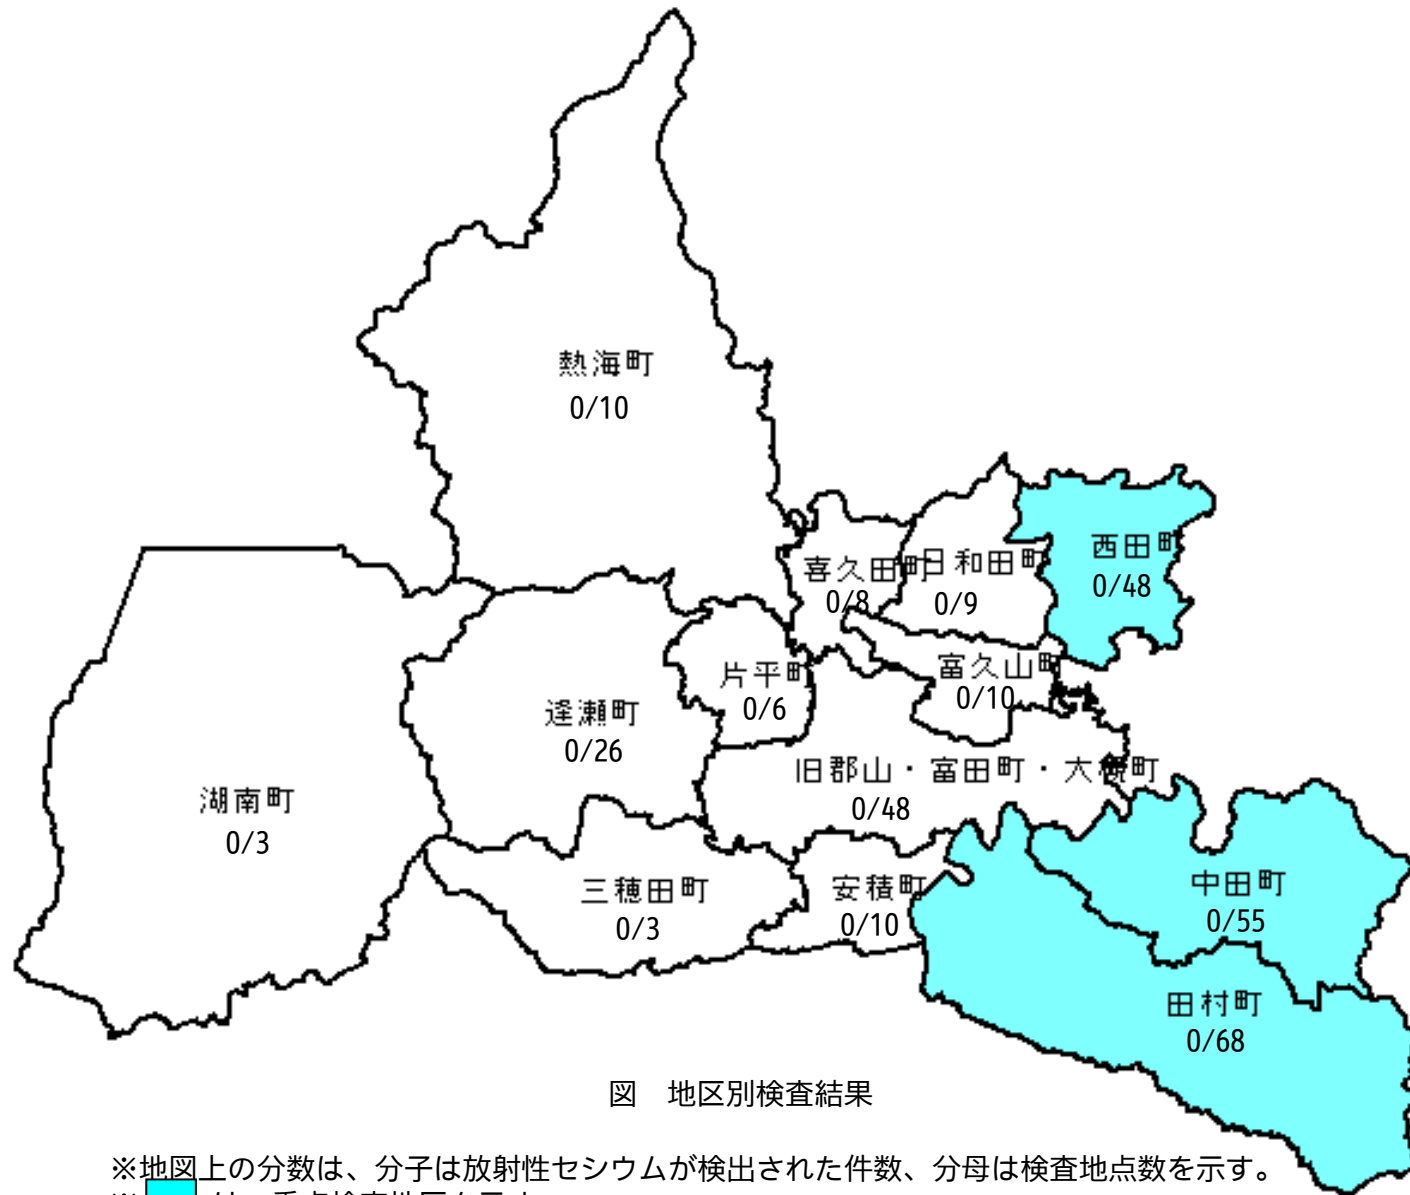 熱海町
0/10
西田町
0/48
喜久田町
0/8
日和田町
0/9
富久山町
0/10
片平町
0/6
逢瀬町
0/26
旧郡山・富田町・大槻町
0/48
湖南町
0/3
三穂田町
0/3
安積町
0/10
中田町
0/55
田村町
0/68
図　地区別検査結果
※地図上の分数は、分子は放射性セシウムが検出された件数、分母は検査地点数を示す。